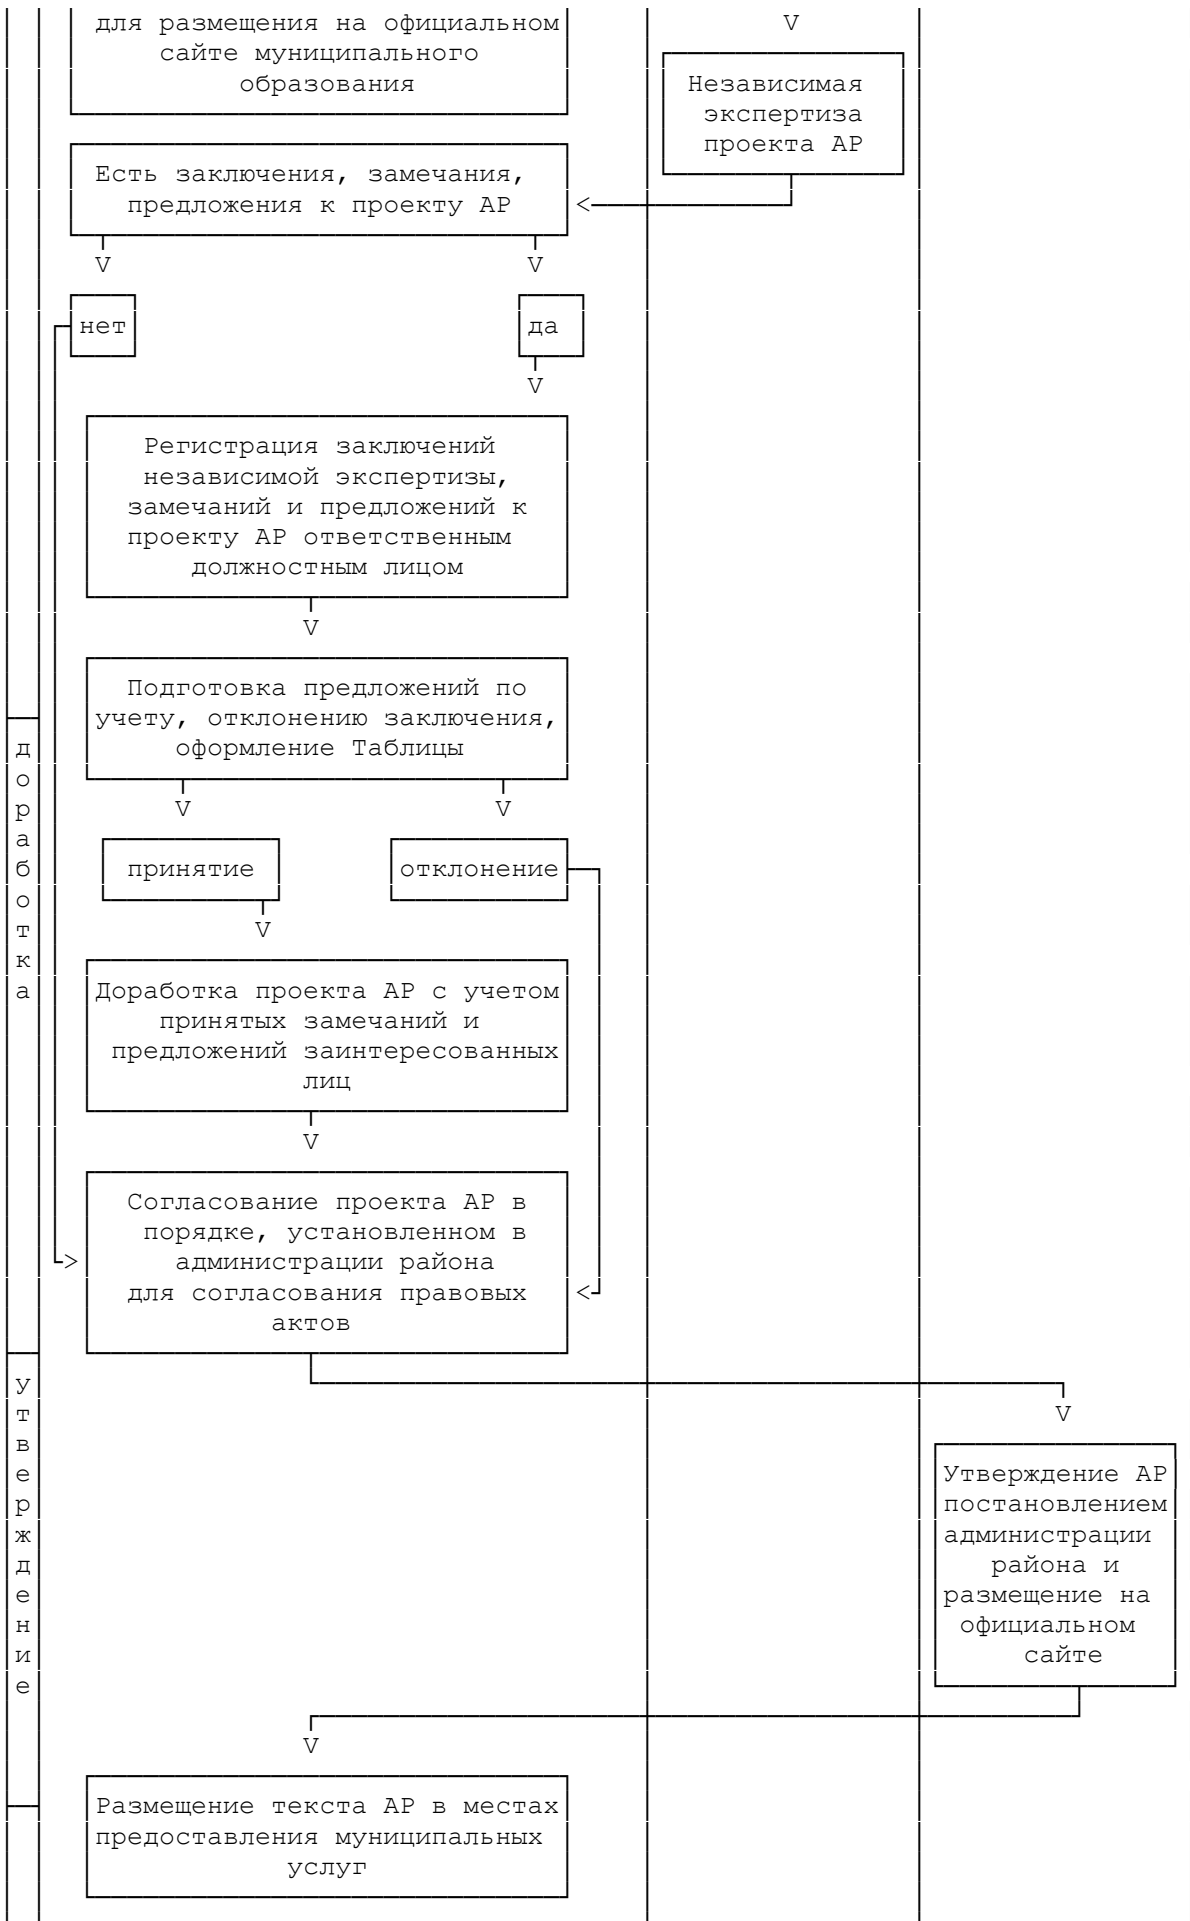 для размещения на официальном
сайте муниципального
образования
V
Независимая
экспертиза
проекта АР
Есть заключения, замечания,
предложения к проекту АР
<
V
V
нет
да
V
Регистрация заключений
независимой экспертизы,
замечаний и предложений к
проекту АР ответственным
должностным лицом
V
Подготовка предложений по
учету, отклонению заключения,
оформление Таблицы
V
V
д
о
р
а
б
о
т
к
а
принятие
отклонение
V
Доработка проекта АР с учетом
принятых замечаний и
предложений заинтересованных
лиц
V
Согласование проекта АР в
порядке, установленном в
администрации района
для согласования правовых
актов
>
<
У
т
в
е
р
ж
д
е
н
и
е
V
Утверждение АР
постановлением
администрации
района и
размещение на
официальном
сайте
V
Размещение текста АР в местах
предоставления муниципальных
услуг